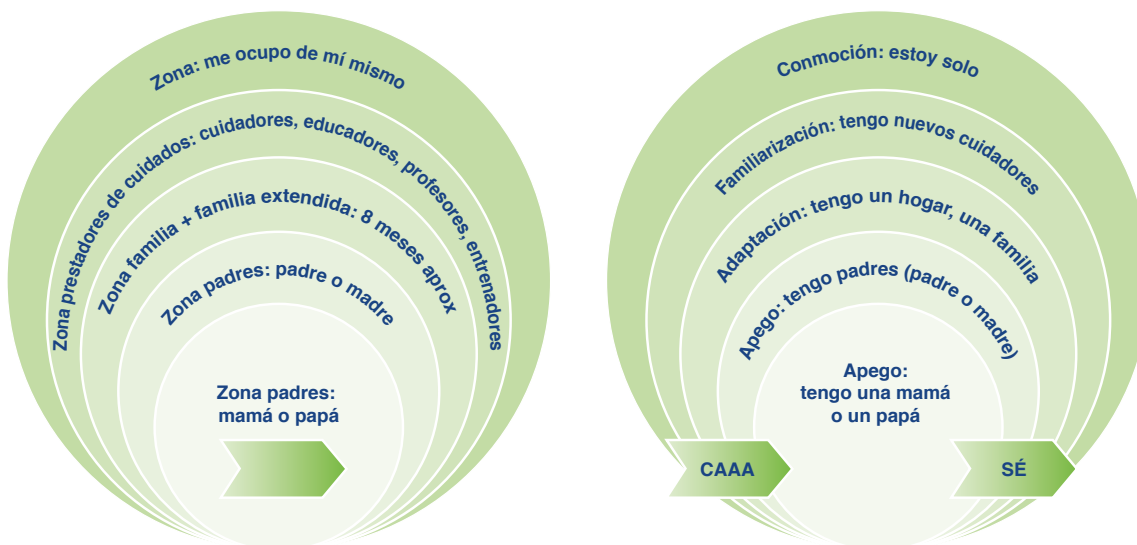 Zona: me ocupo de mí mismo
Zona prestadores de cuidados: cuidadores, educadores, profesores, entrenadores
Zona familia + familia extendida: 8 meses aprox
Zona padres: padre o madre
Zona padres:
mamá o papá
Conmoción: estoy solo
Familiarización: tengo nuevos cuidadores
Adaptación: tengo un hogar, una familia
Apego: tengo padres (padre o madre)
Apego:
tengo una mamá
o un papá
CAAA
SÉ